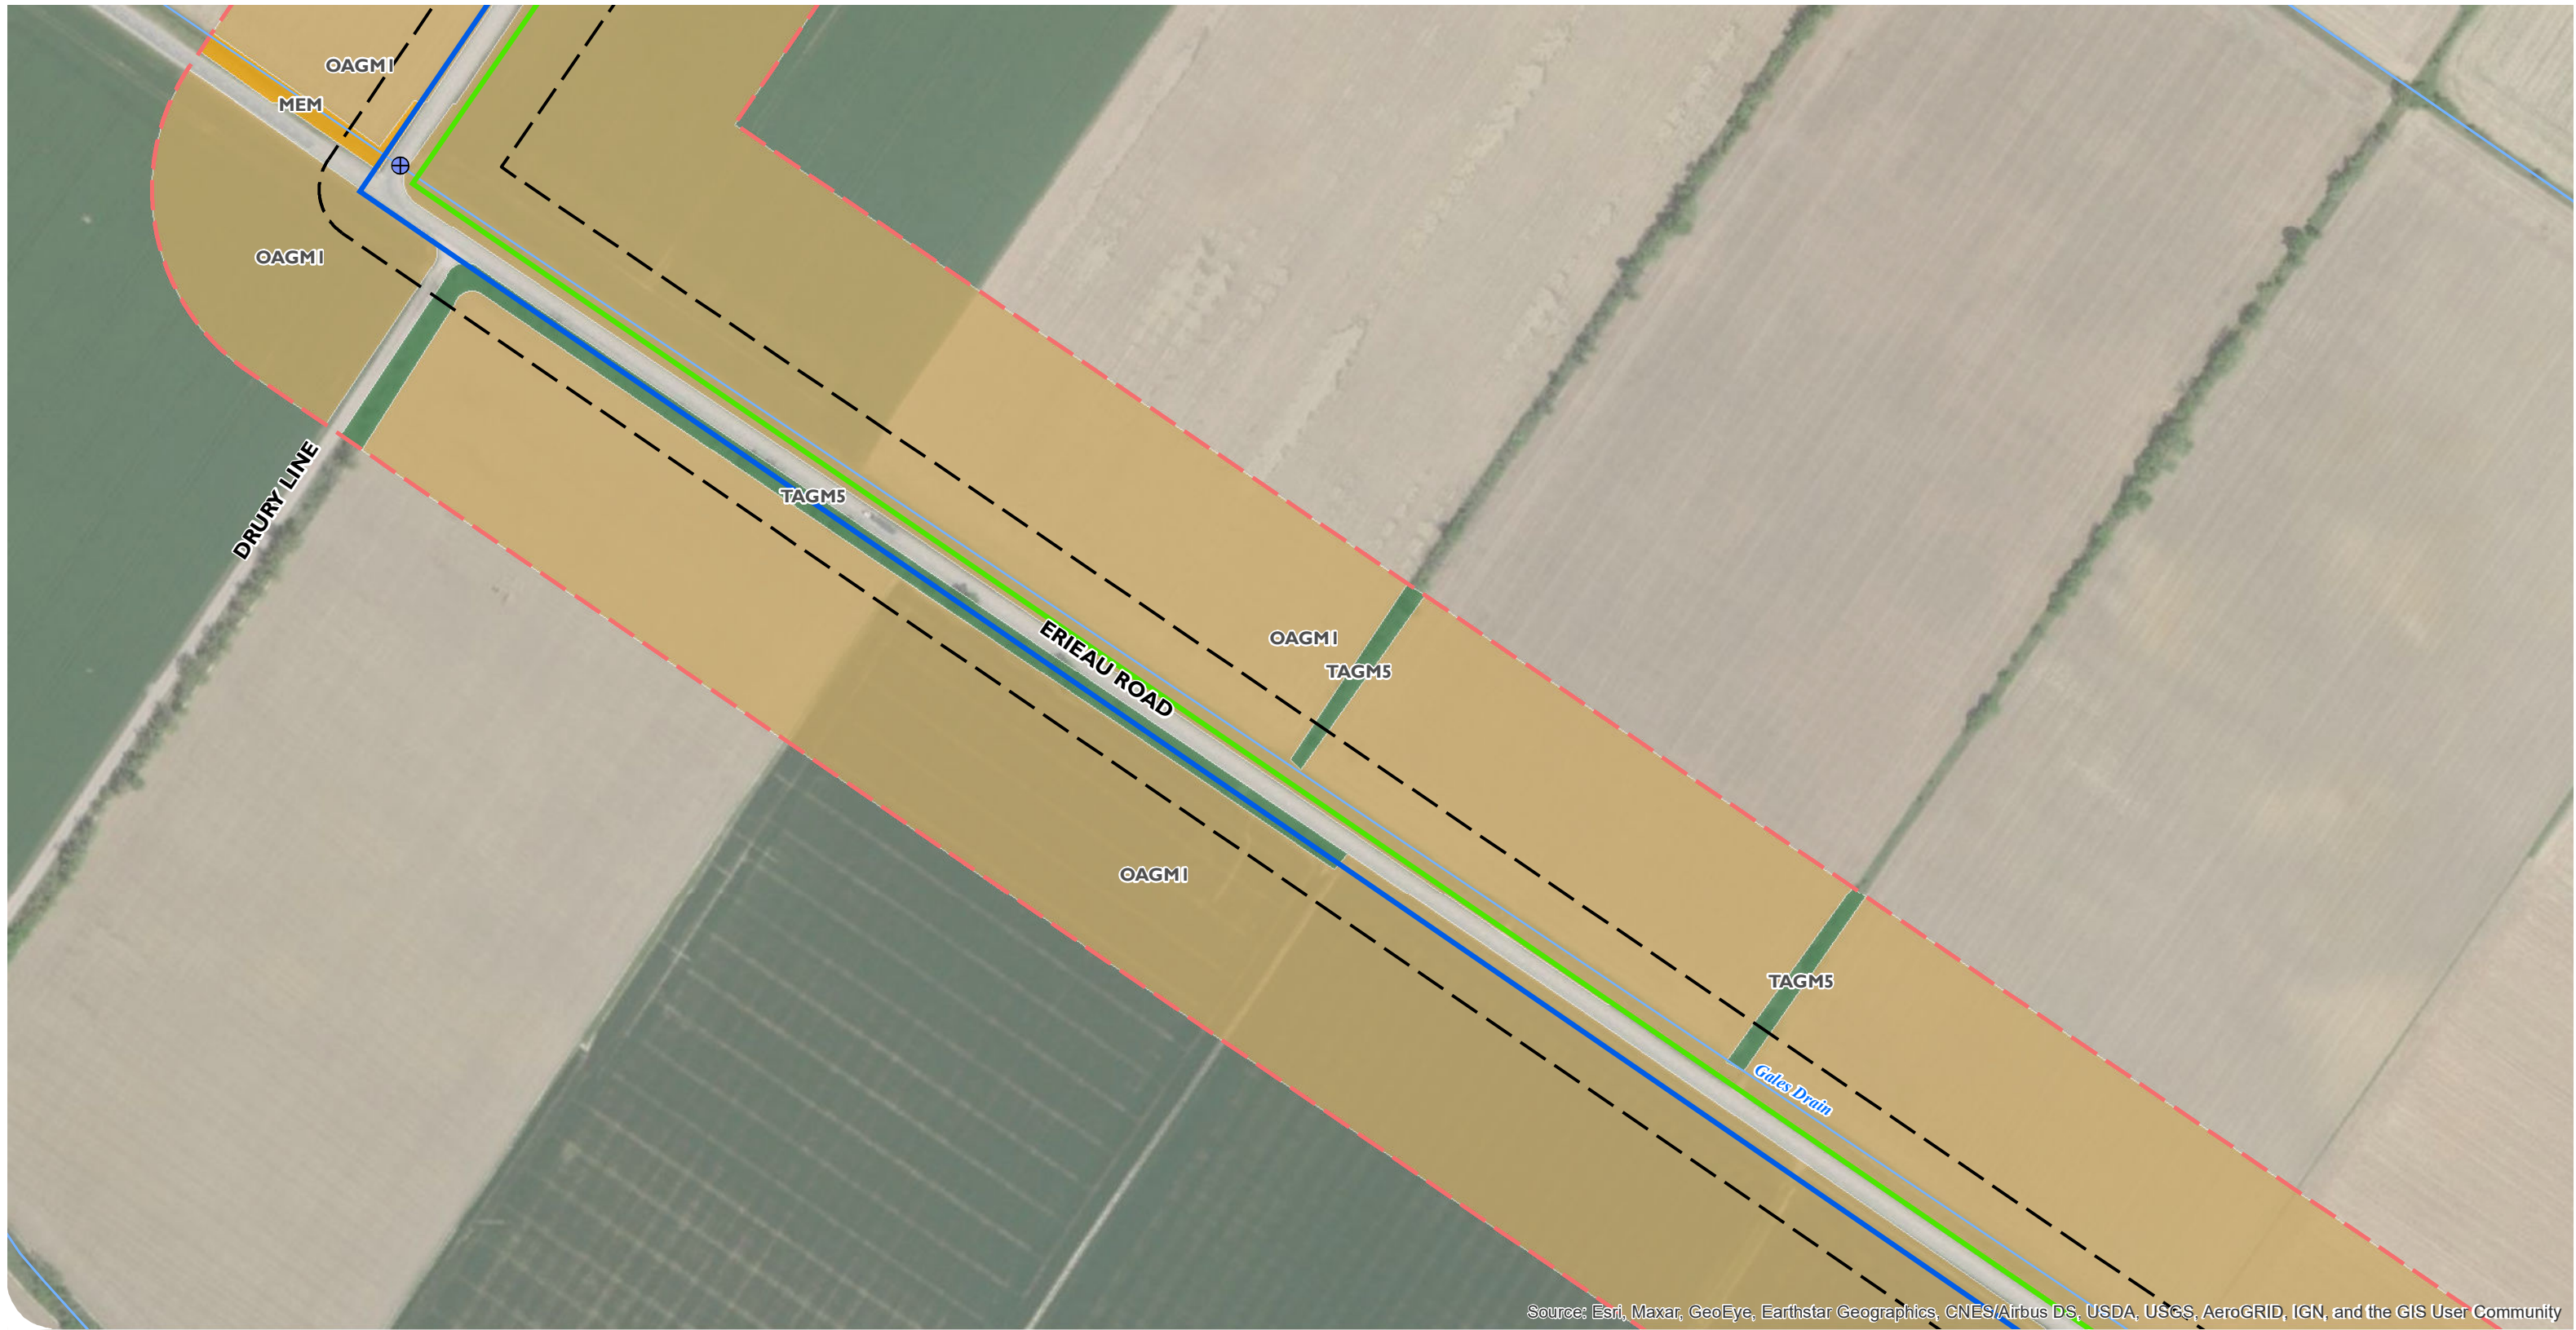 OAGM1
MEM
OAGM1
DRURY LINE
TAGM5
ERIEAU ROAD
OAGM1
TAGM5
OAGM1
TAGM5
Gales Drain
Source: Esri, Maxar, GeoEye, Earthstar Geographics, CNES/Airbus DS, USDA, USGS, AeroGRID, IGN, and the GIS User Community